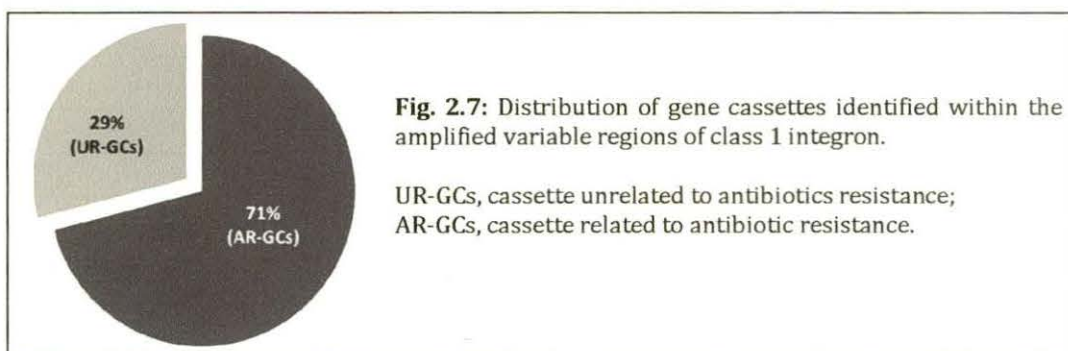 29%
(UR-GCs)
71%
(AR-GCs)
Fig. 2.7: Distribution of gene cassettes identified within the
amplified variable regions of class 1 integron.
UR-GCs, cassette unrelated to antibiotics resistance;
AR-GCs, cassette related to antibiotic resistance.